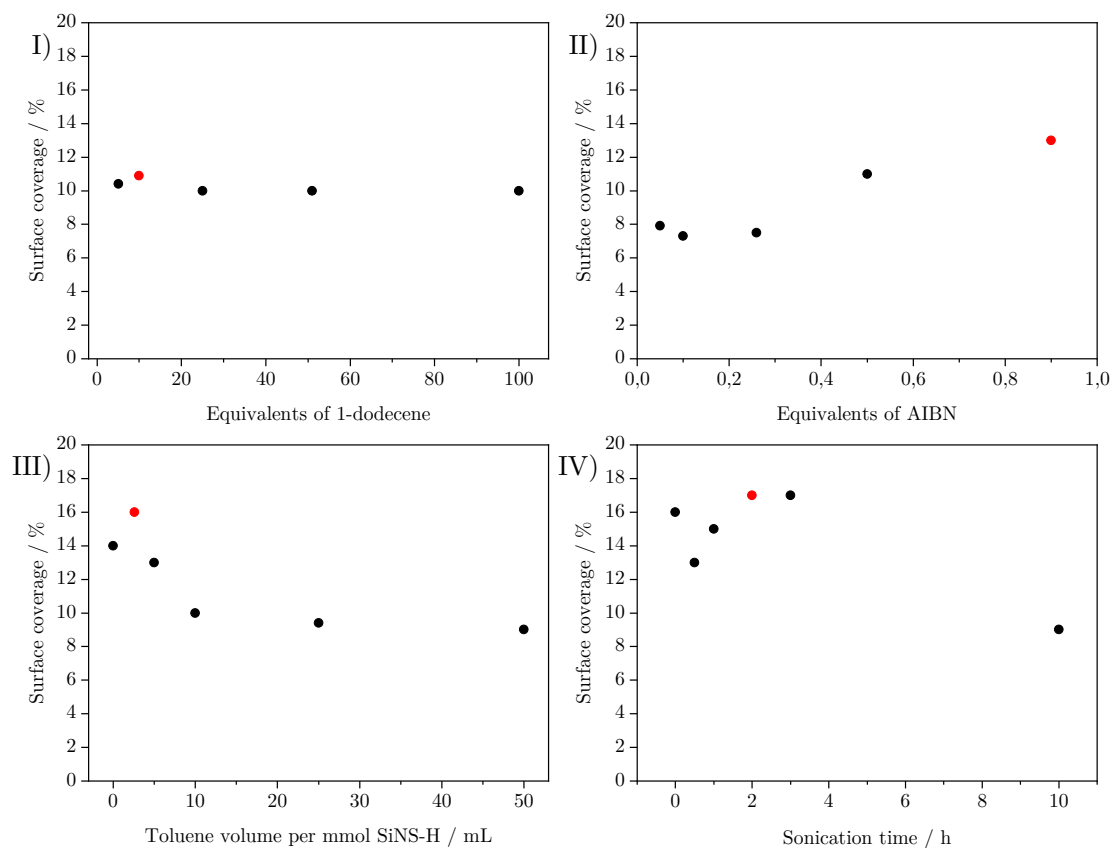 I)
Surface coverage / %
20
18
16
14
12
10
8
6
4
2
0
0 20 40 60 80 100
Equivalents of 1-dodecene
II)
Surface coverage / %
20
18
16
14
12
10
8
6
4
2
0
0,0 0,2 0,4 0,6 0,8 1,0
Equivalents of AIBN
III)
Surface coverage / %
20
18
16
14
12
10
8
6
4
2
0
0 10 20 30 40 50
Toluene volume per mmol SiNS-H / mL
IV)
Surface coverage / %
20
18
16
14
12
10
8
6
4
2
0
0 2 4 6 8 10
Sonication time / h